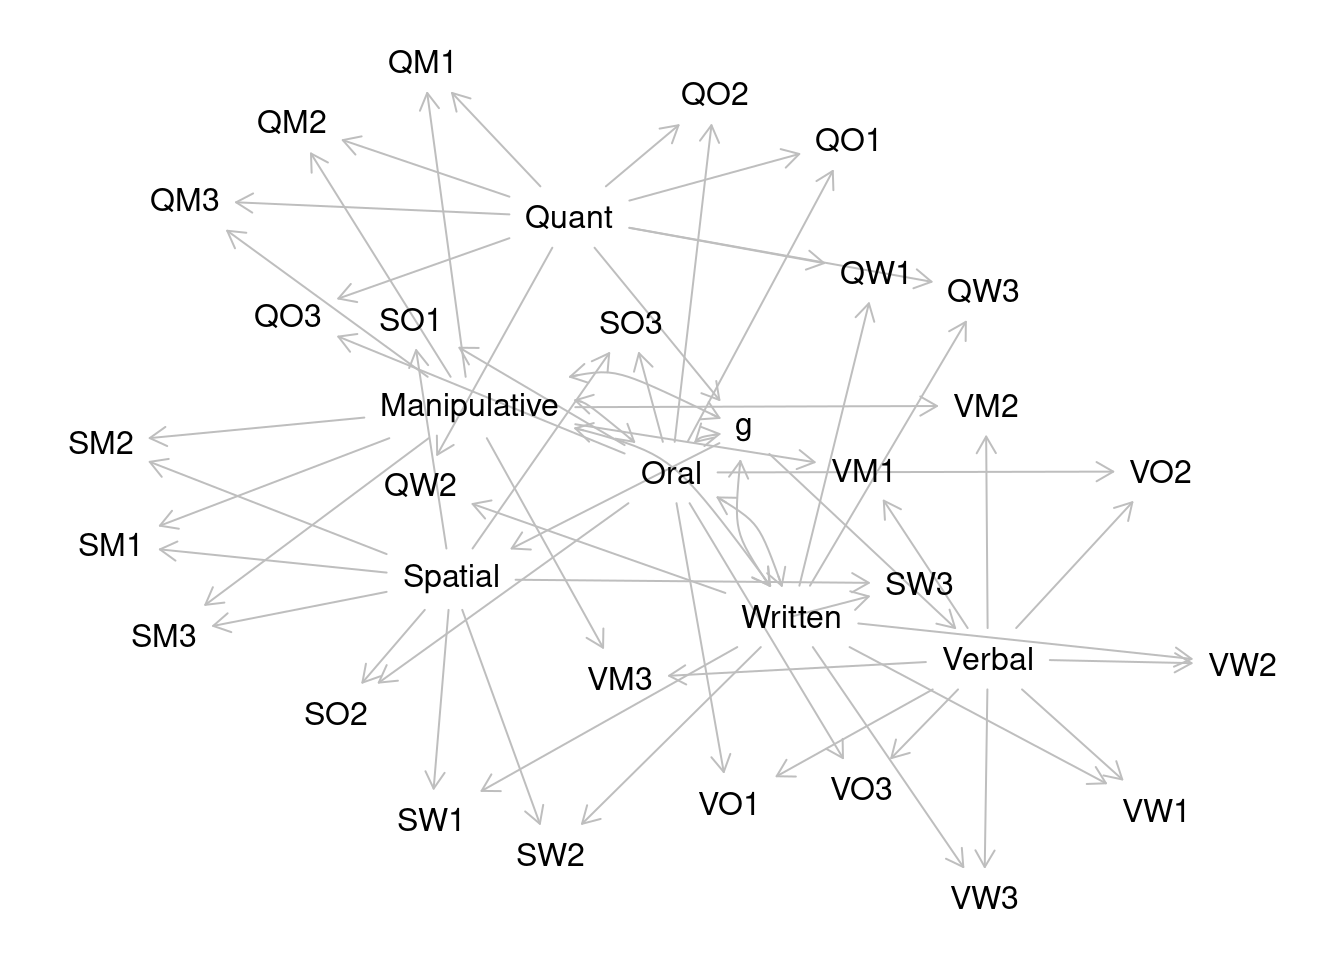 QM1
QO2
QM2
QO1
QM3
Quant
QW1
QW3
QO3
SO1
SO3
Manipulative
VM2
g
SM2
Oral
VM1
VO2
QW2
SM1
Spatial
SW3
Written
SM3
Verbal
VW2
VM3
SO2
VO3
VO1
VW1
SW1
SW2
VW3